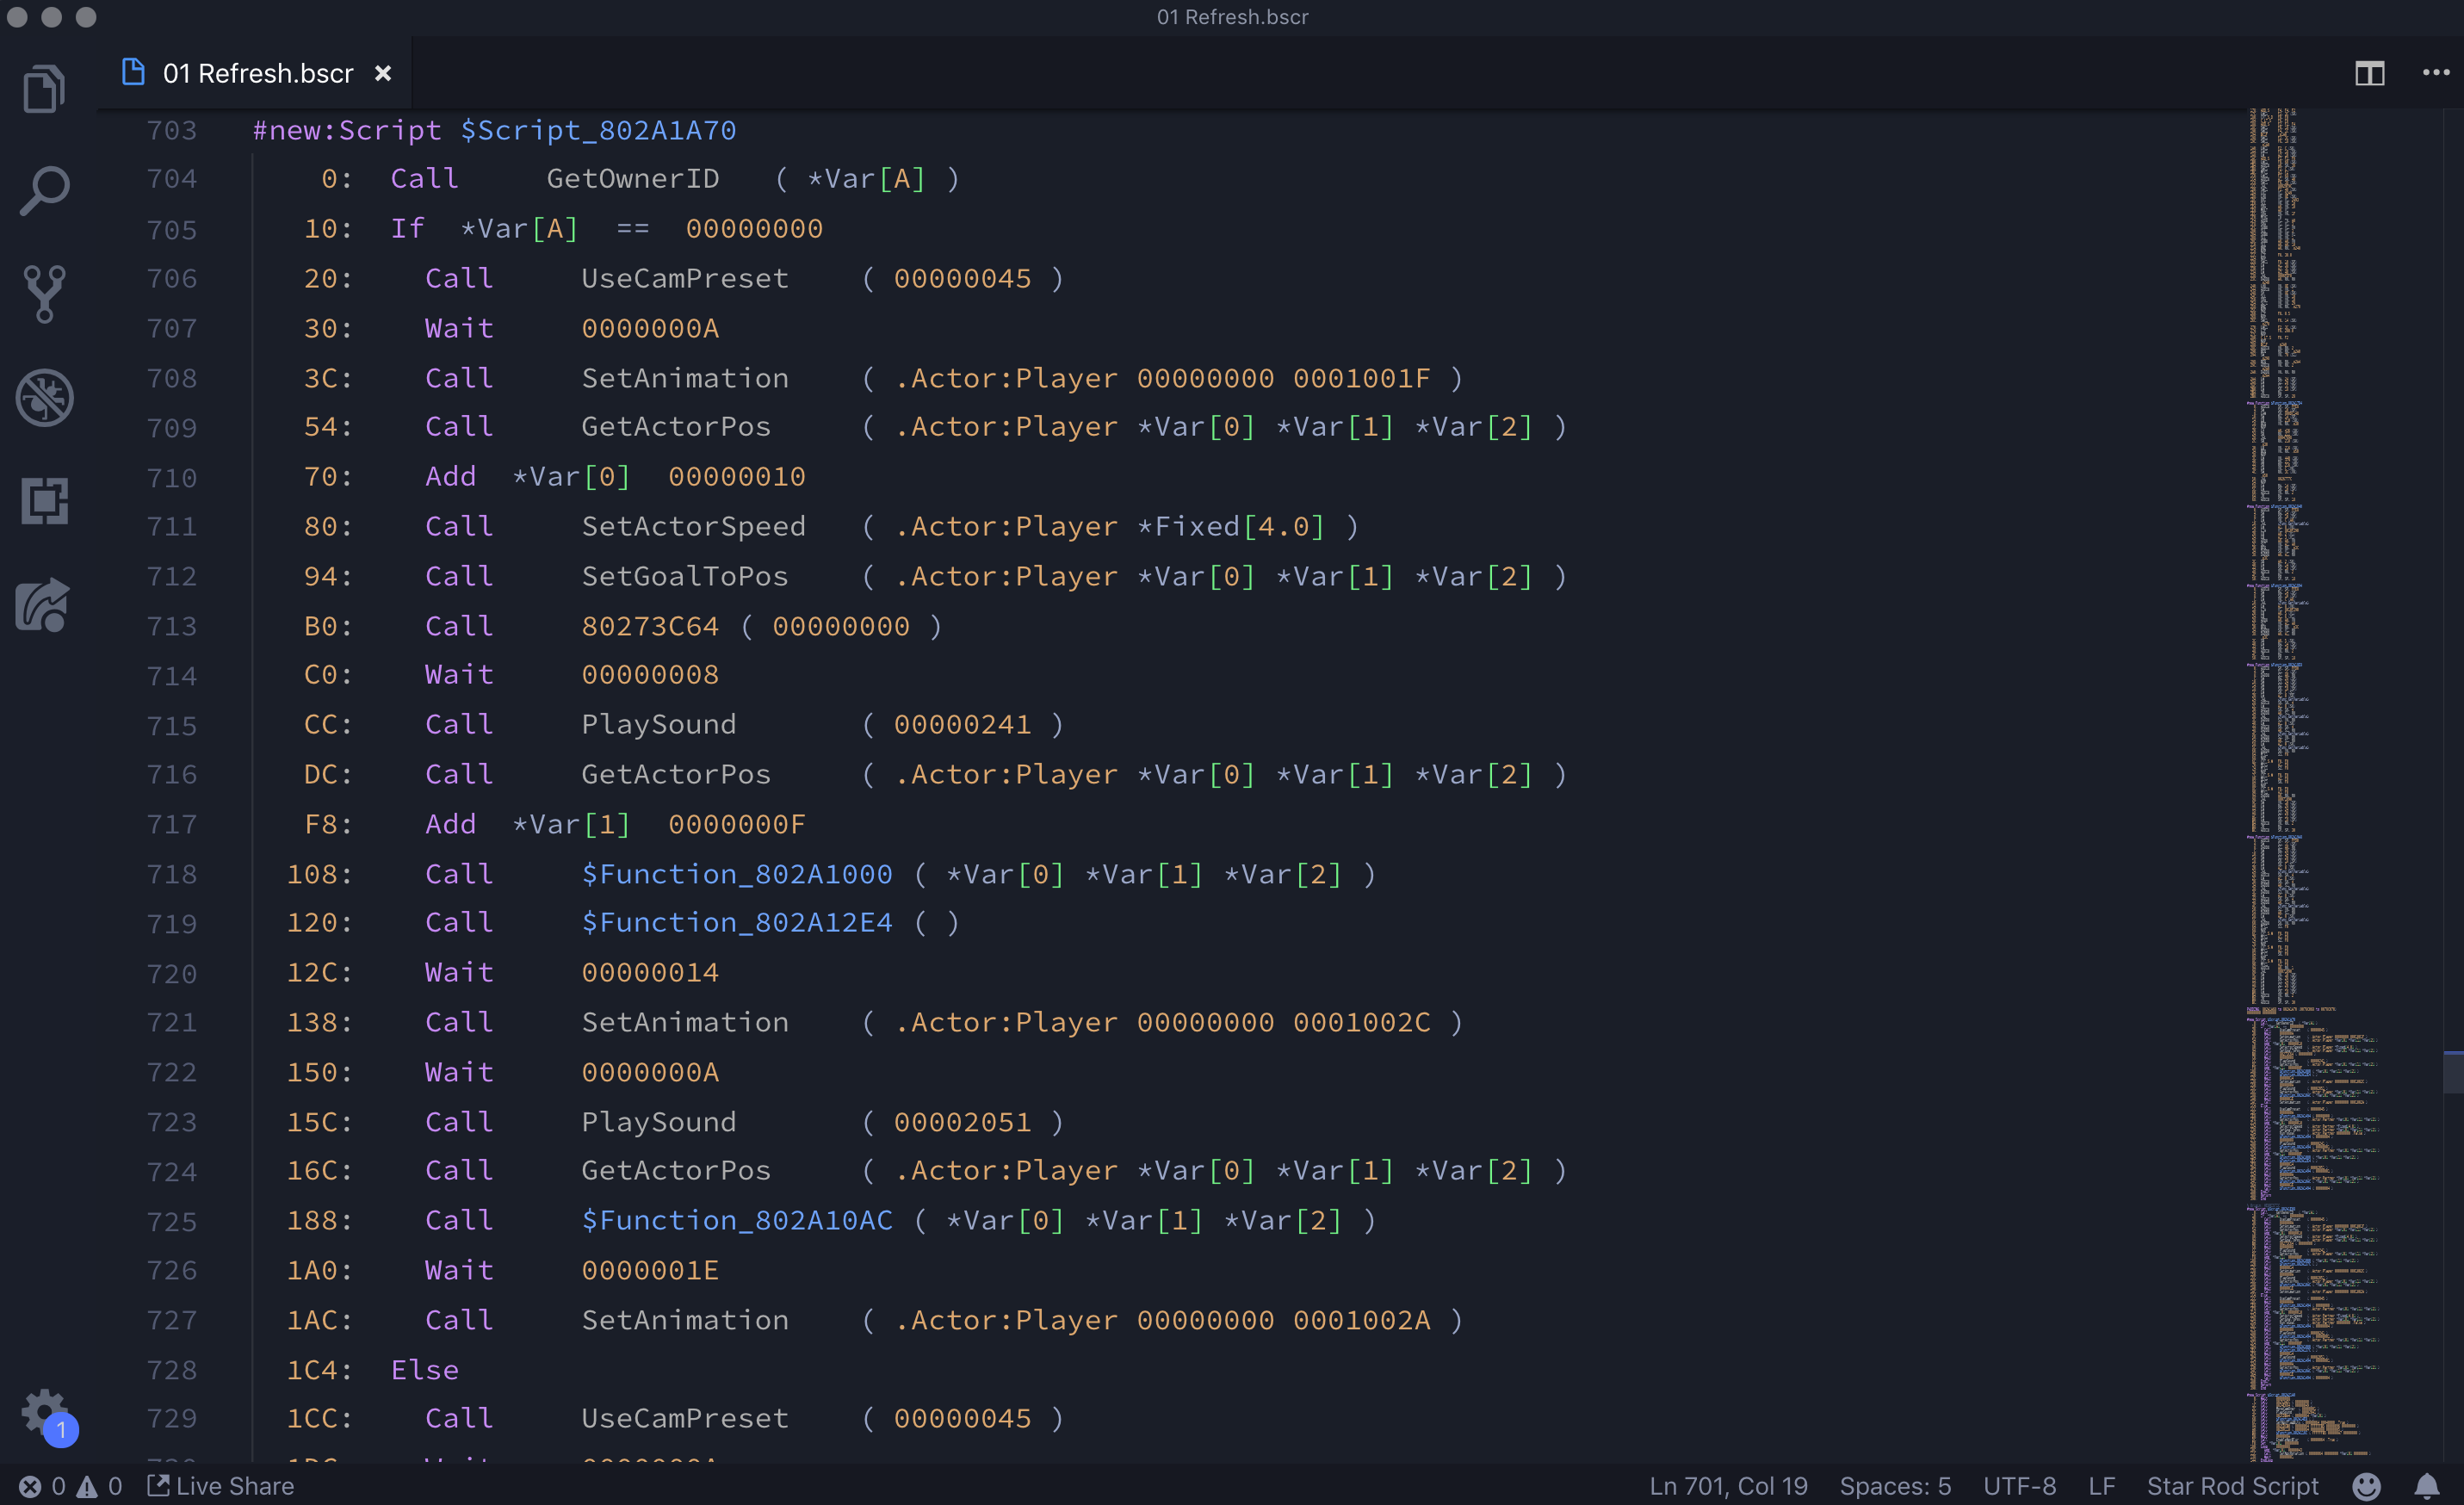 01 Refresh.bscr
01 Refresh.bscr ×
703 #new:Script $Script_802A1A70
704 0: Call GetOwnerID ( *Var[A] )
705 10: If *Var[A] == 00000000
706 20: Call UseCamPreset ( 00000045 )
707 30: Wait 0000000A
708 3C: Call SetAnimation ( .Actor:Player 00000000 0001001F )
709 54: Call GetActorPos ( .Actor:Player *Var[0] *Var[1] *Var[2] )
710 70: Add *Var[0] 00000010
711 80: Call SetActorSpeed ( .Actor:Player *Fixed[4.0] )
712 94: Call SetGoalToPos ( .Actor:Player *Var[0] *Var[1] *Var[2] )
713 B0: Call 80273C64 ( 00000000 )
714 C0: Wait 00000008
715 CC: Call PlaySound ( 00000241 )
716 DC: Call GetActorPos ( .Actor:Player *Var[0] *Var[1] *Var[2] )
717 F8: Add *Var[1] 0000000F
718 108: Call $Function_802A1000 ( *Var[0] *Var[1] *Var[2] )
719 120: Call $Function_802A12E4 ( )
720 12C: Wait 00000014
721 138: Call SetAnimation ( .Actor:Player 00000000 0001002C )
722 150: Wait 0000000A
723 15C: Call PlaySound ( 00002051 )
724 16C: Call GetActorPos ( .Actor:Player *Var[0] *Var[1] *Var[2] )
725 188: Call $Function_802A10AC ( *Var[0] *Var[1] *Var[2] )
726 1A0: Wait 0000001E
727 1AC: Call SetAnimation ( .Actor:Player 00000000 0001002A )
728 1C4: Else
729 1CC: Call UseCamPreset ( 00000045 )
1
0 0 Live Share Ln 701, Col 19 Spaces: 5 UTF-8 LF Star Rod Script